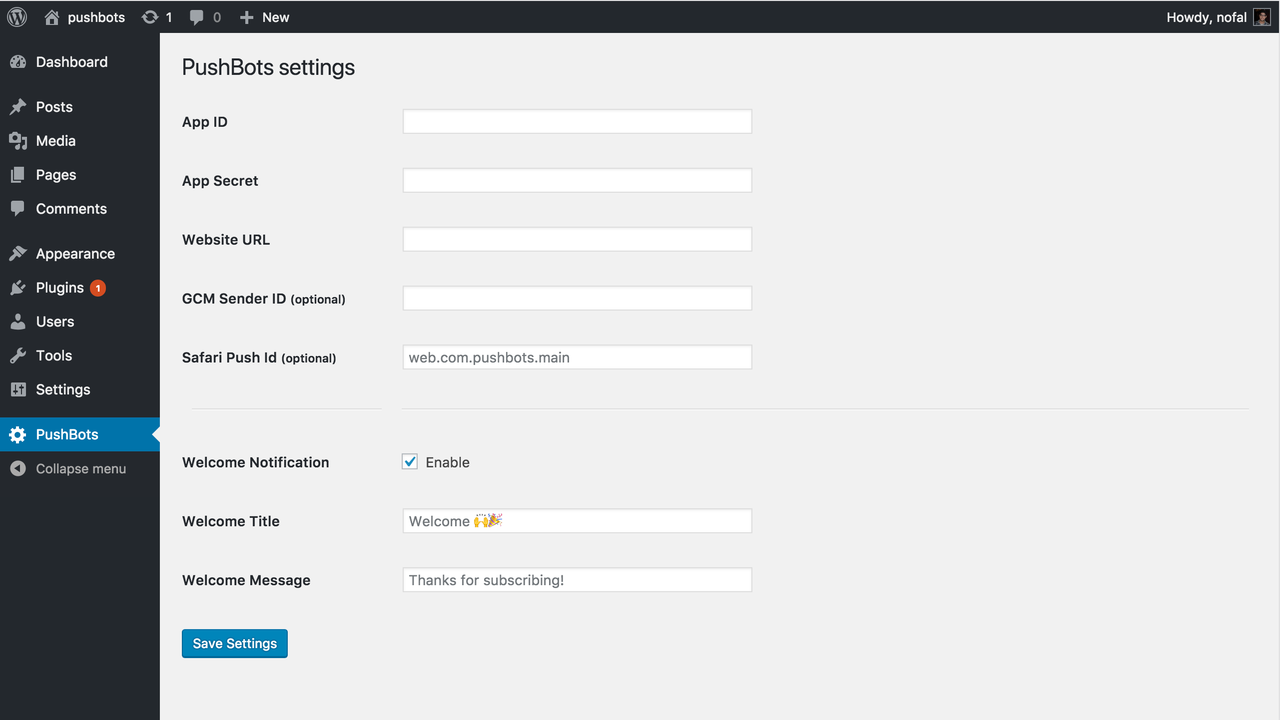 pushbots 1 0 New Howdy, nofal
Dashboard
Posts
Media
Pages
Comments
Appearance
Plugins 1
Users
Tools
Settings
PushBots
Collapse menu
PushBots settings
App ID
App Secret
Website URL
GCM Sender ID (optional)
Safari Push Id (optional) web.com.pushbots.main
Welcome Notification Enable
Welcome Title Welcome 🙌🎉
Welcome Message Thanks for subscribing!
Save Settings